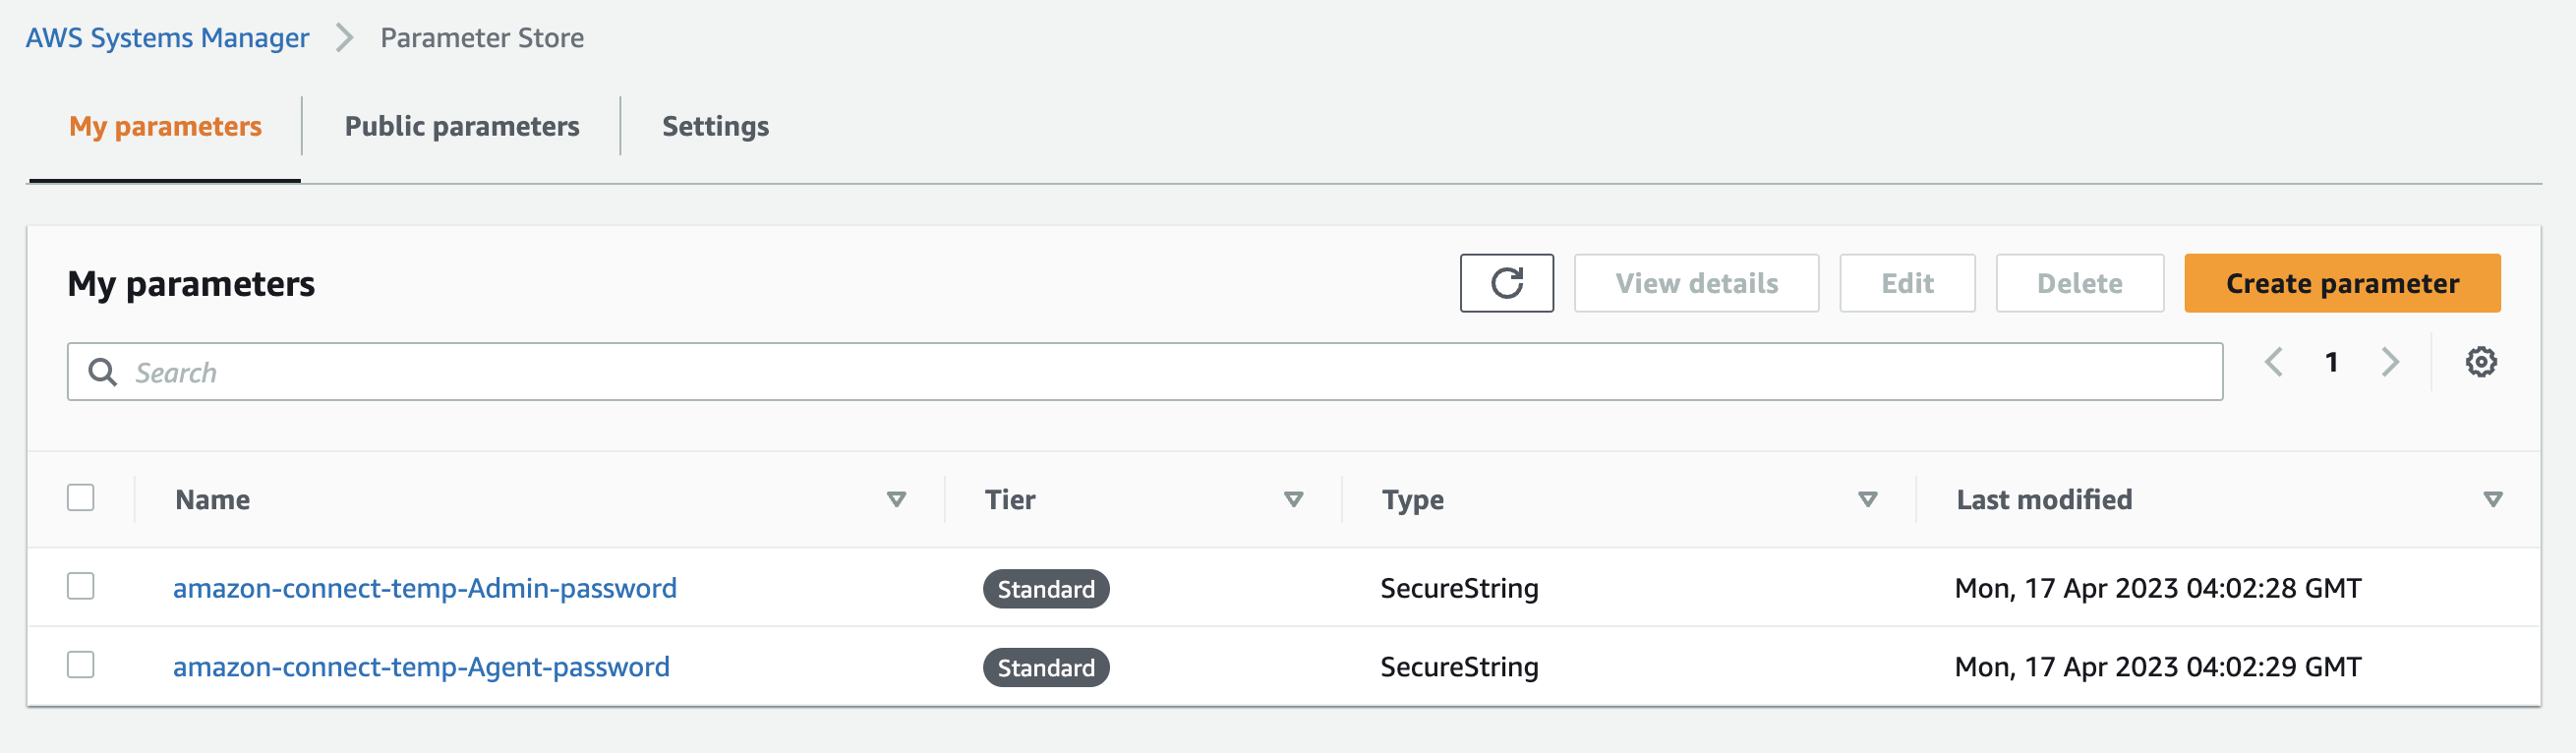 AWS Systems Manager > Parameter Store
My parameters Public parameters Settings
My parameters View details Edit Delete Create parameter
Search 1
Name Tier Type Last modified
amazon-connect-temp-Admin-password Standard SecureString Mon, 17 Apr 2023 04:02:28 GMT
amazon-connect-temp-Agent-password Standard SecureString Mon, 17 Apr 2023 04:02:29 GMT